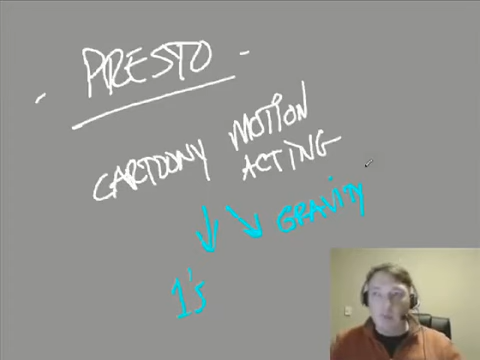 - PRESTO -
CARTOONY MOTION
ACTING
GRAVITY
1's